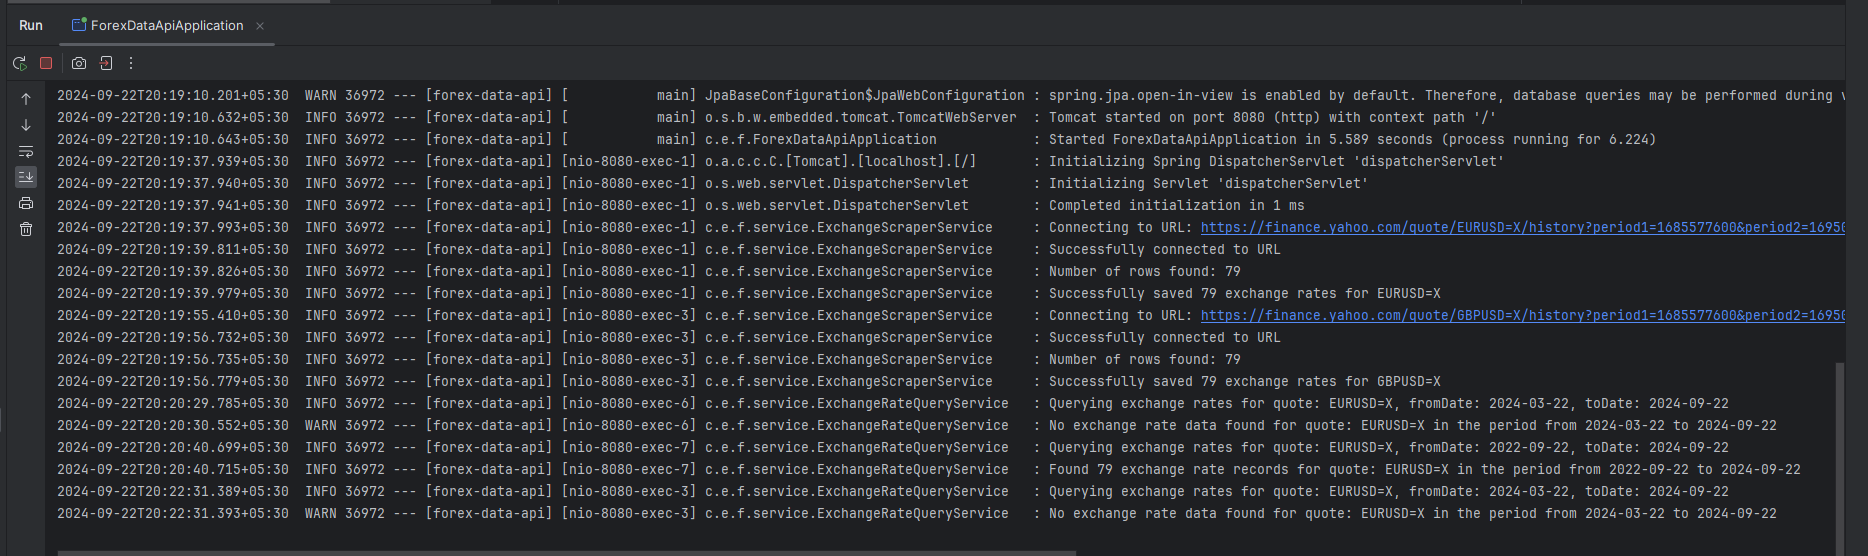 Run ForexDataApiApplication
2024-09-22T20:19:10.201+05:30  WARN 36972 --- [forex-data-api] [           main] JpaBaseConfiguration$JpaWebConfiguration : spring.jpa.open-in-view is enabled by default. Therefore, database queries may be performed during
2024-09-22T20:19:10.632+05:30  INFO 36972 --- [forex-data-api] [           main] o.s.b.w.embedded.tomcat.TomcatWebServer  : Tomcat started on port 8080 (http) with context path '/'
2024-09-22T20:19:10.643+05:30  INFO 36972 --- [forex-data-api] [           main] c.e.f.ForexDataApiApplication            : Started ForexDataApiApplication in 5.589 seconds (process running for 6.224)
2024-09-22T20:19:37.939+05:30  INFO 36972 --- [forex-data-api] [nio-8080-exec-1] o.a.c.c.C.[Tomcat].[localhost].[/]       : Initializing Spring DispatcherServlet 'dispatcherServlet'
2024-09-22T20:19:37.940+05:30  INFO 36972 --- [forex-data-api] [nio-8080-exec-1] o.s.web.servlet.DispatcherServlet        : Initializing Servlet 'dispatcherServlet'
2024-09-22T20:19:37.941+05:30  INFO 36972 --- [forex-data-api] [nio-8080-exec-1] o.s.web.servlet.DispatcherServlet        : Completed initialization in 1 ms
2024-09-22T20:19:37.993+05:30  INFO 36972 --- [forex-data-api] [nio-8080-exec-1] c.e.f.service.ExchangeScraperService     : Connecting to URL: https://finance.yahoo.com/quote/EURUSD=X/history?period1=1685577600&period2=16950
2024-09-22T20:19:39.811+05:30  INFO 36972 --- [forex-data-api] [nio-8080-exec-1] c.e.f.service.ExchangeScraperService     : Successfully connected to URL
2024-09-22T20:19:39.826+05:30  INFO 36972 --- [forex-data-api] [nio-8080-exec-1] c.e.f.service.ExchangeScraperService     : Number of rows found: 79
2024-09-22T20:19:39.979+05:30  INFO 36972 --- [forex-data-api] [nio-8080-exec-1] c.e.f.service.ExchangeScraperService     : Successfully saved 79 exchange rates for EURUSD=X
2024-09-22T20:19:55.410+05:30  INFO 36972 --- [forex-data-api] [nio-8080-exec-3] c.e.f.service.ExchangeScraperService     : Connecting to URL: https://finance.yahoo.com/quote/GBPUSD=X/history?period1=1685577600&period2=16950
2024-09-22T20:19:56.732+05:30  INFO 36972 --- [forex-data-api] [nio-8080-exec-3] c.e.f.service.ExchangeScraperService     : Successfully connected to URL
2024-09-22T20:19:56.735+05:30  INFO 36972 --- [forex-data-api] [nio-8080-exec-3] c.e.f.service.ExchangeScraperService     : Number of rows found: 79
2024-09-22T20:19:56.779+05:30  INFO 36972 --- [forex-data-api] [nio-8080-exec-3] c.e.f.service.ExchangeScraperService     : Successfully saved 79 exchange rates for GBPUSD=X
2024-09-22T20:20:29.785+05:30  INFO 36972 --- [forex-data-api] [nio-8080-exec-6] c.e.f.service.ExchangeRateQueryService   : Querying exchange rates for quote: EURUSD=X, fromDate: 2024-03-22, toDate: 2024-09-22
2024-09-22T20:20:30.552+05:30  WARN 36972 --- [forex-data-api] [nio-8080-exec-6] c.e.f.service.ExchangeRateQueryService   : No exchange rate data found for quote: EURUSD=X in the period from 2024-03-22 to 2024-09-22
2024-09-22T20:20:40.699+05:30  INFO 36972 --- [forex-data-api] [nio-8080-exec-7] c.e.f.service.ExchangeRateQueryService   : Querying exchange rates for quote: EURUSD=X, fromDate: 2022-09-22, toDate: 2024-09-22
2024-09-22T20:20:40.715+05:30  INFO 36972 --- [forex-data-api] [nio-8080-exec-7] c.e.f.service.ExchangeRateQueryService   : Found 79 exchange rate records for quote: EURUSD=X in the period from 2022-09-22 to 2024-09-22
2024-09-22T20:22:31.389+05:30  INFO 36972 --- [forex-data-api] [nio-8080-exec-3] c.e.f.service.ExchangeRateQueryService   : Querying exchange rates for quote: EURUSD=X, fromDate: 2024-03-22, toDate: 2024-09-22
2024-09-22T20:22:31.393+05:30  WARN 36972 --- [forex-data-api] [nio-8080-exec-3] c.e.f.service.ExchangeRateQueryService   : No exchange rate data found for quote: EURUSD=X in the period from 2024-03-22 to 2024-09-22